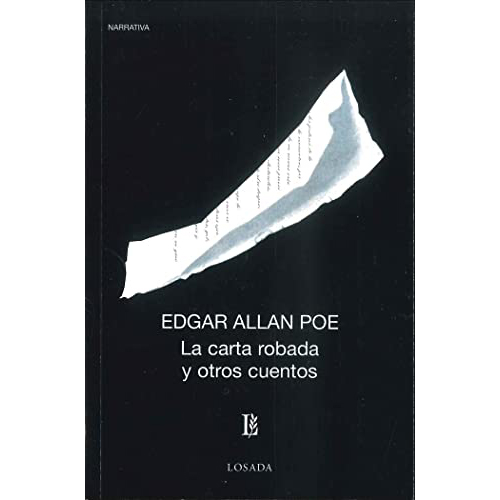 NARRATIVA
EDGAR ALLAN POE
La carta robada
y otros cuentos
L
LOSADA